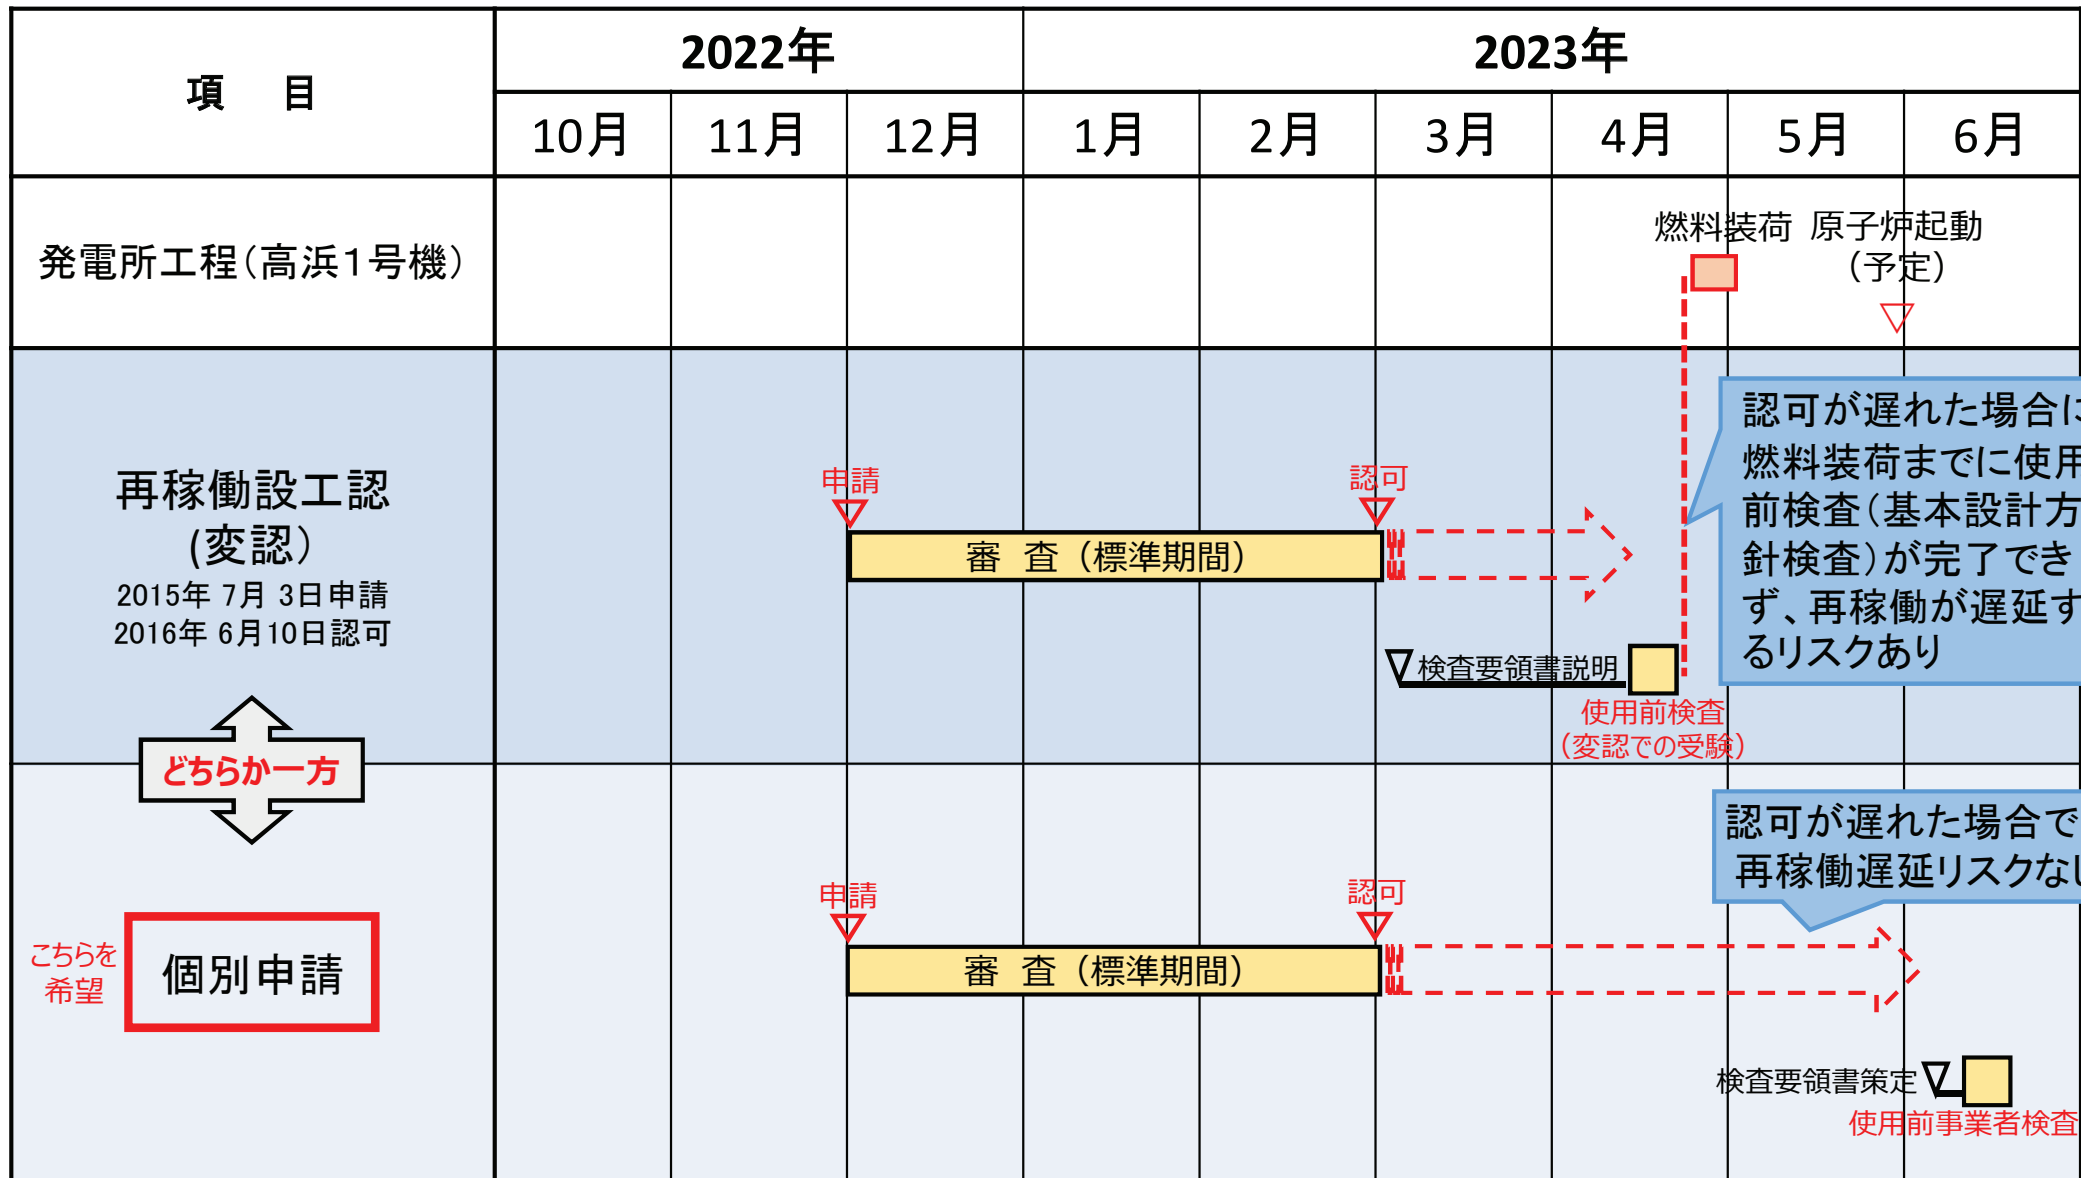 項　目
2022年
2023年
10月
11月
12月
1月
2月
3月
4月
5月
6月
発電所工程（高浜１号機）
燃料装荷
原子炉起動
（予定）
再稼働設工認
(変認）
2015年 7月 3日申請
2016年 6月10日認可
申請
認可
審　査（標準期間）
認可が遅れた場合に
燃料装荷までに使用
前検査（基本設計方
針検査）が完了でき
ず、再稼働が遅延す
るリスクあり
検査要領書説明
使用前検査
（変認での受験）
どちらか一方
認可が遅れた場合で
再稼働遅延リスクなし
申請
認可
こちらを
希望
個別申請
審　査（標準期間）
検査要領書策定
使用前事業者検査